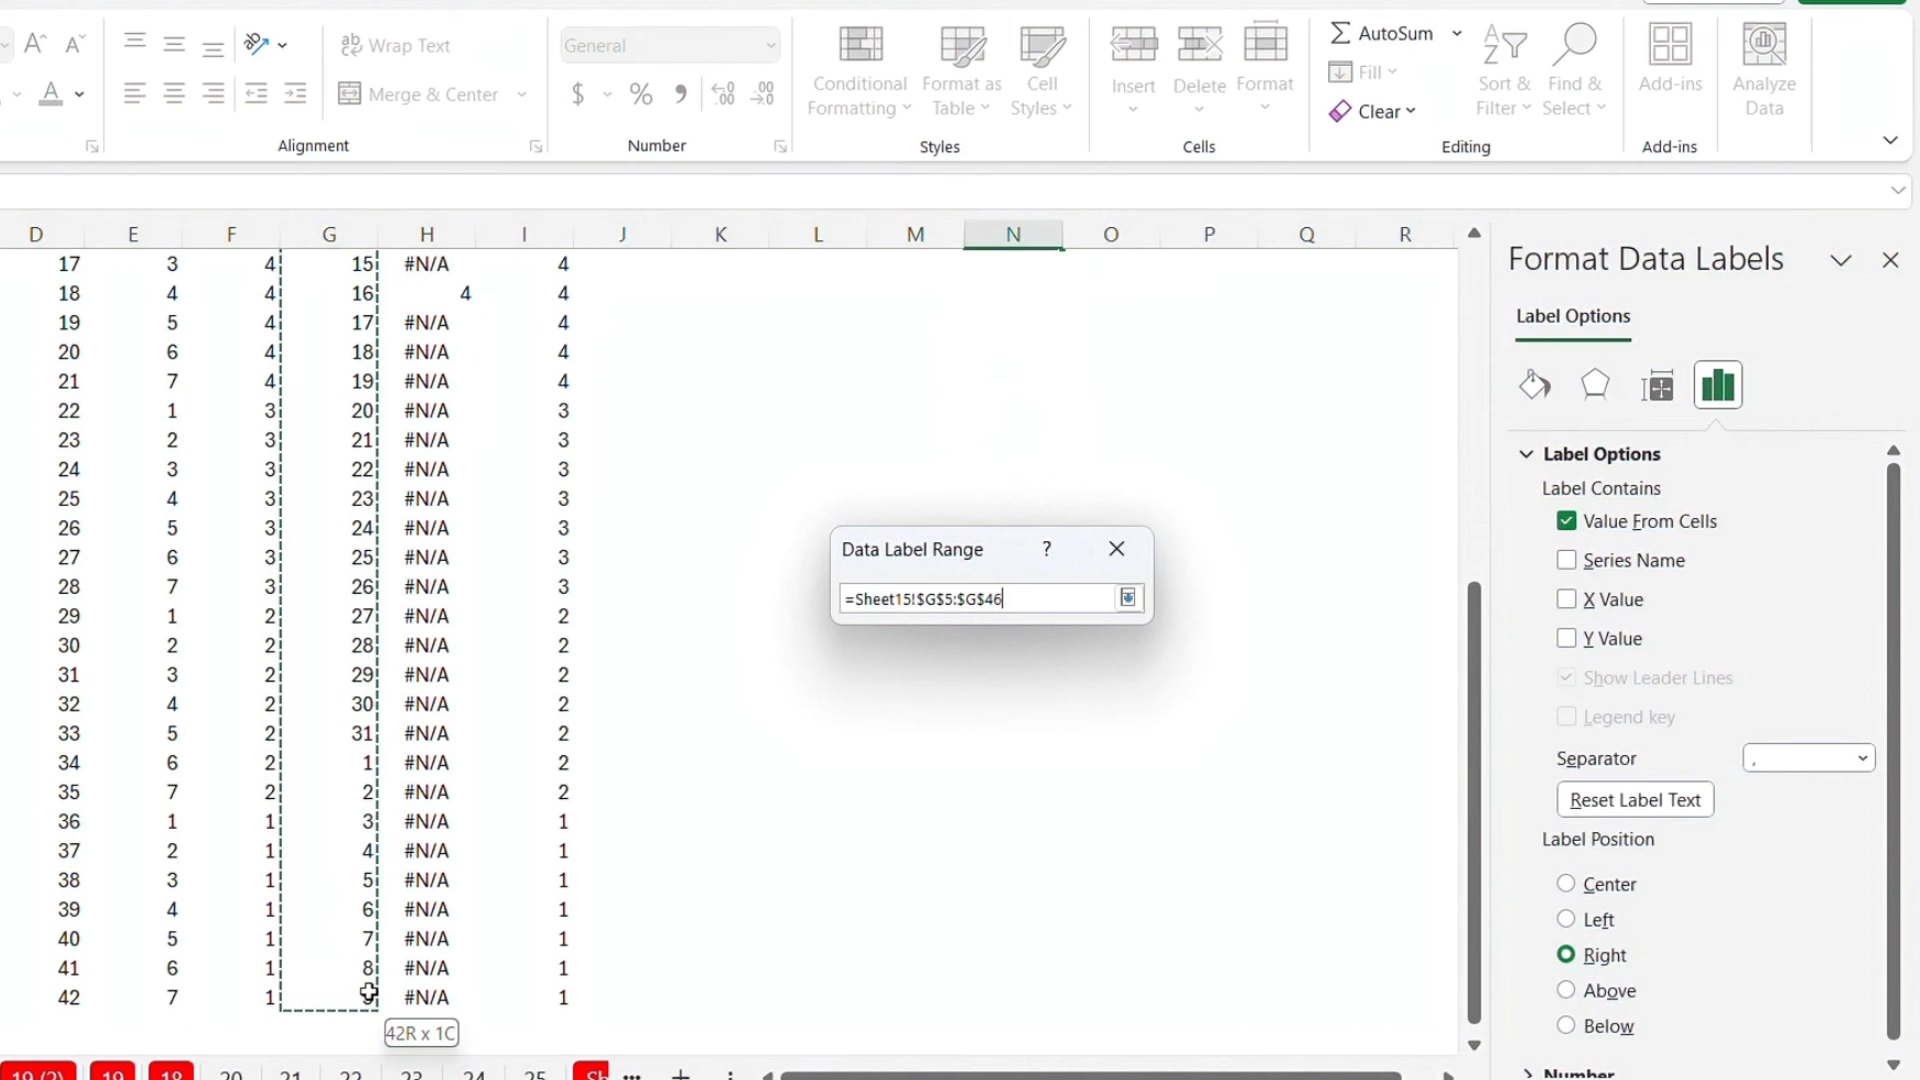 Wrap Text
General
AutoSum
Fill
Clear
Merge & Center
$ % ,
Conditional Formatting
Format as Table
Cell Styles
Insert
Delete
Format
Sort & Filter
Find & Select
Add-ins
Analyze Data
Alignment
Number
Styles
Cells
Editing
Add-ins
D E F G H I J K L M N O P Q R
17 3 4 15 #N/A 4
18 4 4 16 4 4
19 5 4 17 #N/A 4
20 6 4 18 #N/A 4
21 7 4 19 #N/A 4
22 1 3 20 #N/A 3
23 2 3 21 #N/A 3
24 3 3 22 #N/A 3
25 4 3 23 #N/A 3
26 5 3 24 #N/A 3
27 6 3 25 #N/A 3
28 7 3 26 #N/A 3
29 1 2 27 #N/A 2
30 2 2 28 #N/A 2
31 3 2 29 #N/A 2
32 4 2 30 #N/A 2
33 5 2 31 #N/A 2
34 6 2 1 #N/A 2
35 7 2 2 #N/A 2
36 1 1 3 #N/A 1
37 2 1 4 #N/A 1
38 3 1 5 #N/A 1
39 4 1 6 #N/A 1
40 5 1 7 #N/A 1
41 6 1 8 #N/A 1
42 7 1 #N/A 1
42R x 1C
Data Label Range ?
=Sheet15!$G$5:$G$46
Format Data Labels
Label Options
Label Options
Label Contains
Value From Cells
Series Name
X Value
Y Value
Show Leader Lines
Legend key
Separator ,
Reset Label Text
Label Position
Center
Left
Right
Above
Below
Number
19 (2) 19 18 20 21 22 23 24 25 Sh